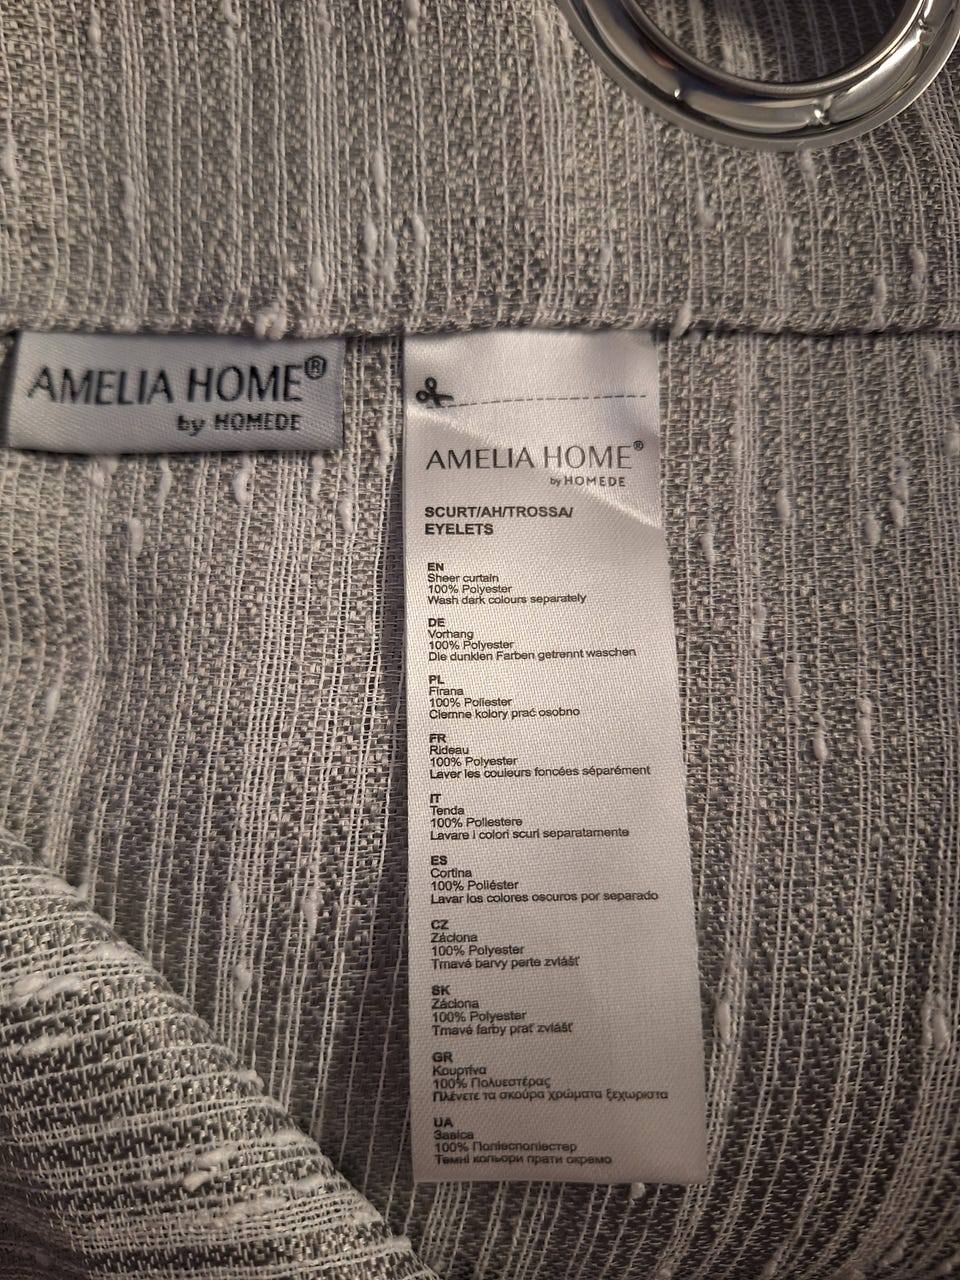 AMELIA HOME®
by HOMEDE
AMELIA HOME®
by HOMEDE
SCURT/AH/TROSSA/
EYELETS
EN
Sheer curtain
100% Polyester
Wash dark colours separately
DE
Vorhang
100% Polyester
Die dunklen Farben getrennt waschen
PL
Firana
100% Poliester
Ciemne kolory prać osobno
FR
Rideau
100% Polyester
Laver les couleurs foncées séparément
IT
Tenda
100% Poliestere
Lavare i colori scuri separatamente
ES
Cortina
100% Poliéster
Lavar los colores oscuros por separado
CZ
Záclona
100% Polyester
Tmavé barvy perte zvlášť
SK
Záclona
100% Polyester
Tmavé farby prať zvlášť
GR
Κουρτίνα
100% Πολυεστέρας
Πλένετε τα σκούρα χρώματα ξεχωριστα
UA
Завіса
100% Поліесполіестер
Темні кольори прати окремо